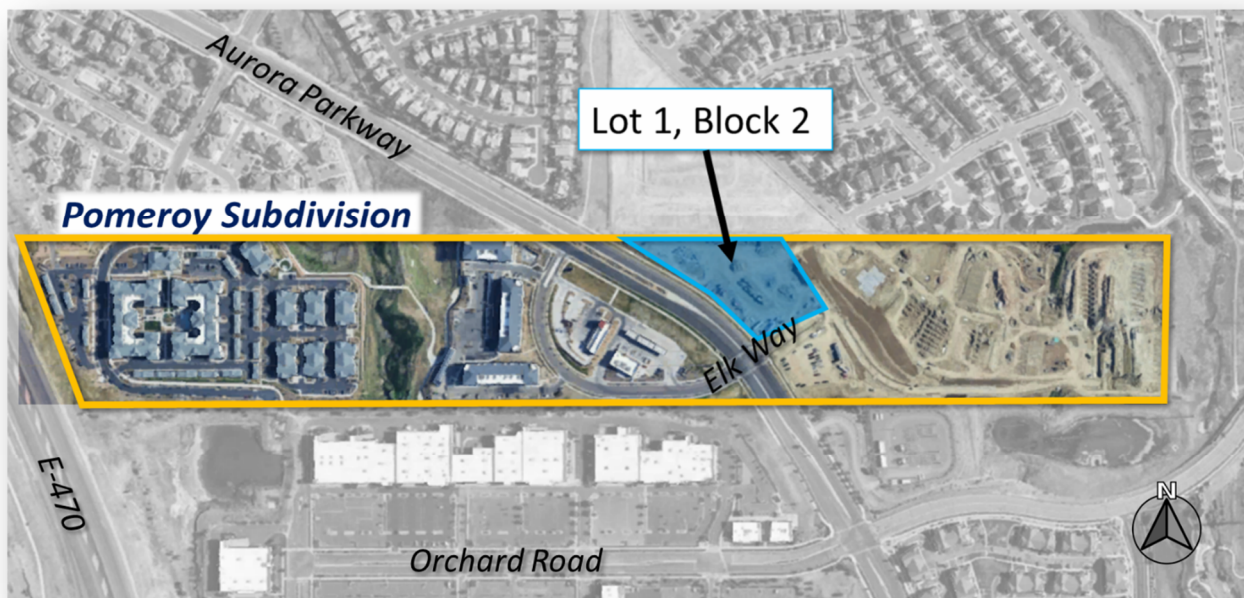 Aurora Parkway
Lot 1, Block 2
Pomeroy Subdivision
Elk Way
E-470
N
Orchard Road